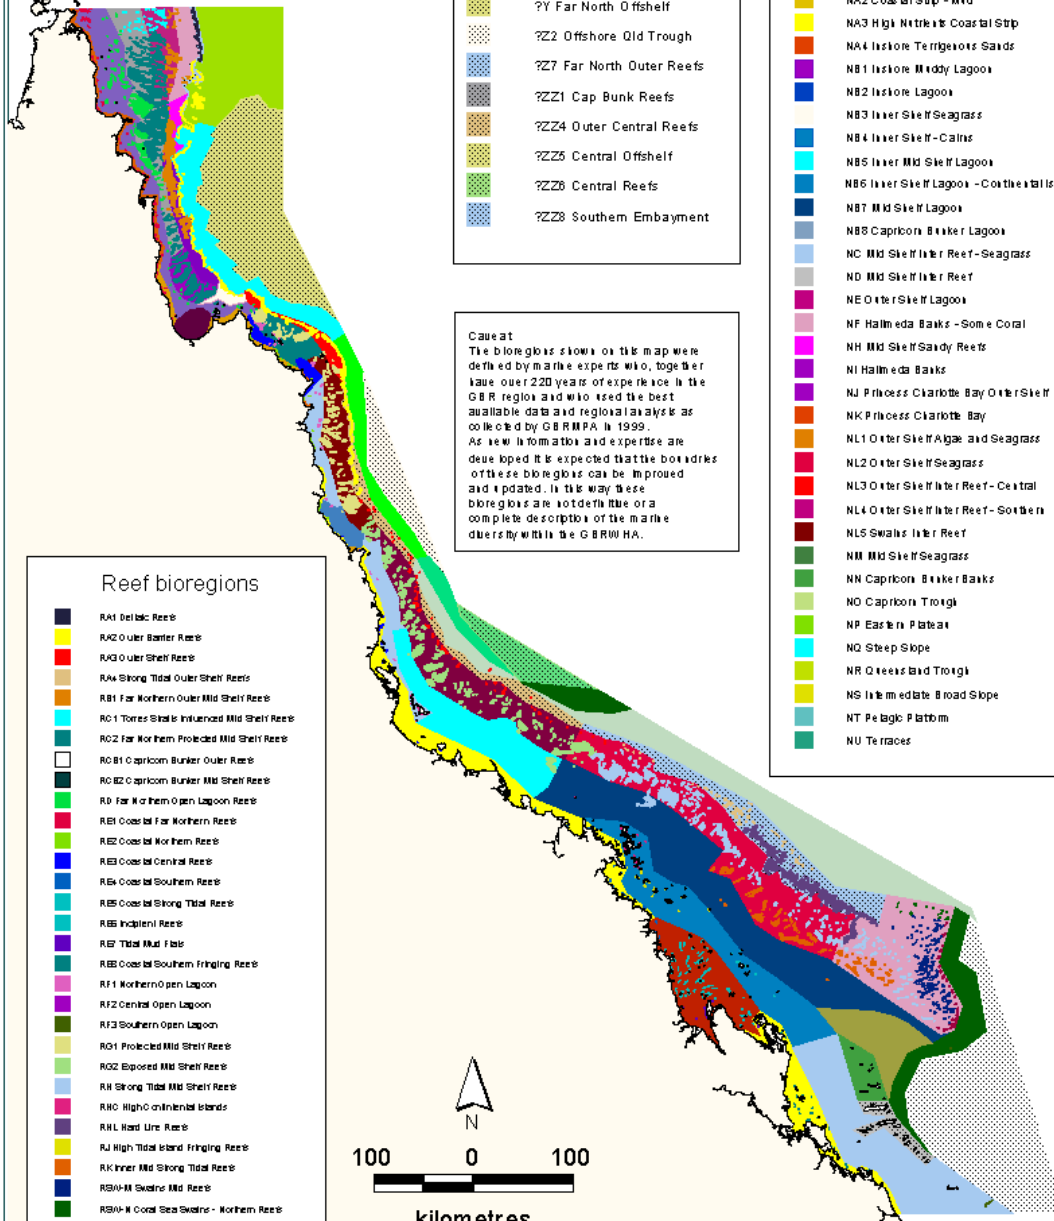 ?Y Far North Offshelf
?Z2 Offshore Qld Trough
?Z7 Far North Outer Reefs
?ZZ1 Cap Bunk Reefs
?ZZ4 Outer Central Reefs
?ZZ5 Central Offshelf
?ZZ6 Central Reefs
?ZZ8 Southern Embayment
NA2 Coastal Strip - Mud
NA3 High Nutrients Coastal Strip
NA4 Inshore Terrigenous Sands
NB1 Inshore Muddy Lagoon
NB2 Inshore Lagoon
NB3 Inner Shelf Seagrass
NB4 Inner Shelf - Cairns
NB5 Inner Mid Shelf Lagoon
NB6 Inner Shelf Lagoon - Continental Is
NB7 Mid Shelf Lagoon
NB8 Capricorn Bunker Lagoon
NC Mid Shelf Inter Reef - Seagrass
ND Mid Shelf Inter Reef
NE Outer Shelf Lagoon
NF Halimeda Banks - Some Coral
NH Mid Shelf Sandy Reefs
NI Halimeda Banks
NJ Princess Charlotte Bay Outer Shelf
NK Princess Charlotte Bay
NL1 Outer Shelf Algae and Seagrass
NL2 Outer Shelf Seagrass
NL3 Outer Shelf Inter Reef - Central
NL4 Outer Shelf Inter Reef - Southern
NL5 Swains Inter Reef
NM Mid Shelf Seagrass
NN Capricorn Bunker Banks
NO Capricorn Trough
NP Eastern Plateau
NQ Steep Slope
NR Queensland Trough
NS Intermediate Broad Slope
NT Pelagic Platform
NU Terraces
Caveat
The bioregions shown on this map were
defined by marine experts who, together
have over 220 years of experience in the
GBR region and who used the best
available data and regional analysis as
collected by GBRMPA in 1999.
As new information and expertise are
developed it is expected that the boundries
of these bioregions can be improved
and updated. In this way these
bioregions are not definitive or a
complete description of the marine
diversity within the GBRWHA.
Reef bioregions
RA1 Deltaic Reefs
RA2 Outer Barrier Reefs
RA3 Outer Shelf Reefs
RA4 Strong Tidal Outer Shelf Reefs
RB1 Far Northern Outer Mid Shelf Reefs
RC1 Torres Straits Influenced Mid Shelf Reefs
RC2 Far Northern Protected Mid Shelf Reefs
RCB1 Capricorn Bunker Outer Reefs
RCB2 Capricorn Bunker Mid Shelf Reefs
RD Far Northern Open Lagoon Reefs
RE1 Coastal Far Northern Reefs
RE2 Coastal Northern Reefs
RE3 Coastal Central Reefs
RE4 Coastal Southern Reefs
RE5 Coastal Strong Tidal Reefs
RE6 Incipient Reefs
RE7 Tidal Mud Flats
RE8 Coastal Southern Fringing Reefs
RF1 Northern Open Lagoon
RF2 Central Open Lagoon
RF3 Southern Open Lagoon
RG1 Protected Mid Shelf Reefs
RG2 Exposed Mid Shelf Reefs
RH Strong Tidal Mid Shelf Reefs
RHC High Continental Islands
RHL Hard Line Reefs
RJ High Tidal Island Fringing Reefs
RK Inner Mid Strong Tidal Reefs
RSW-M Swains Mid Reefs
RSW-N Coral Sea Swains - Northern Reefs
N
100 0 100
kilometres